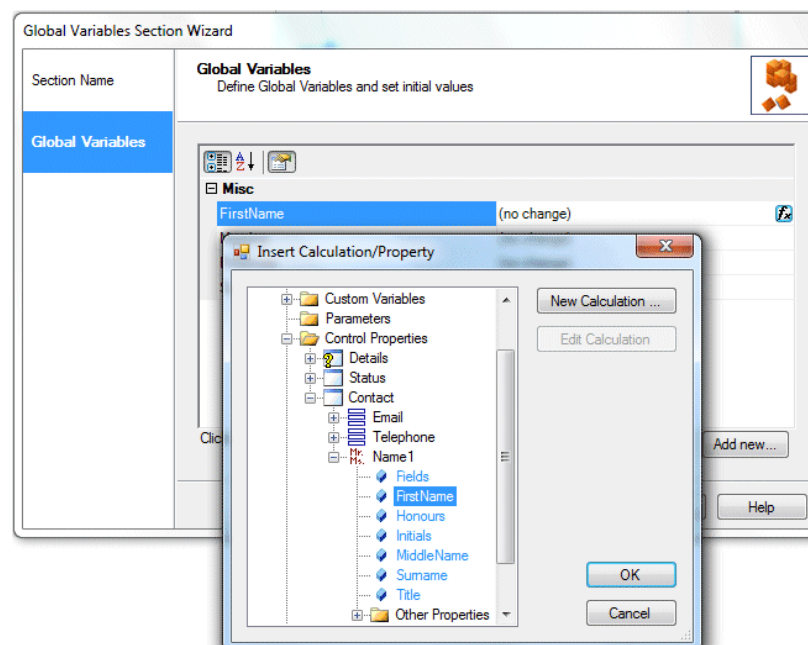 Global Variables Section Wizard
Section Name
Global Variables
Global Variables
Define Global Variables and set initial values
Misc
FirstName (no change)
Insert Calculation/Property
Custom Variables
Parameters
Control Properties
Details
Status
Contact
Email
Telephone
Mr. Ms. Name1
Fields
FirstName
Honours
Initials
MiddleName
Surname
Title
Other Properties
New Calculation ...
Edit Calculation
OK
Cancel
Add new...
Help